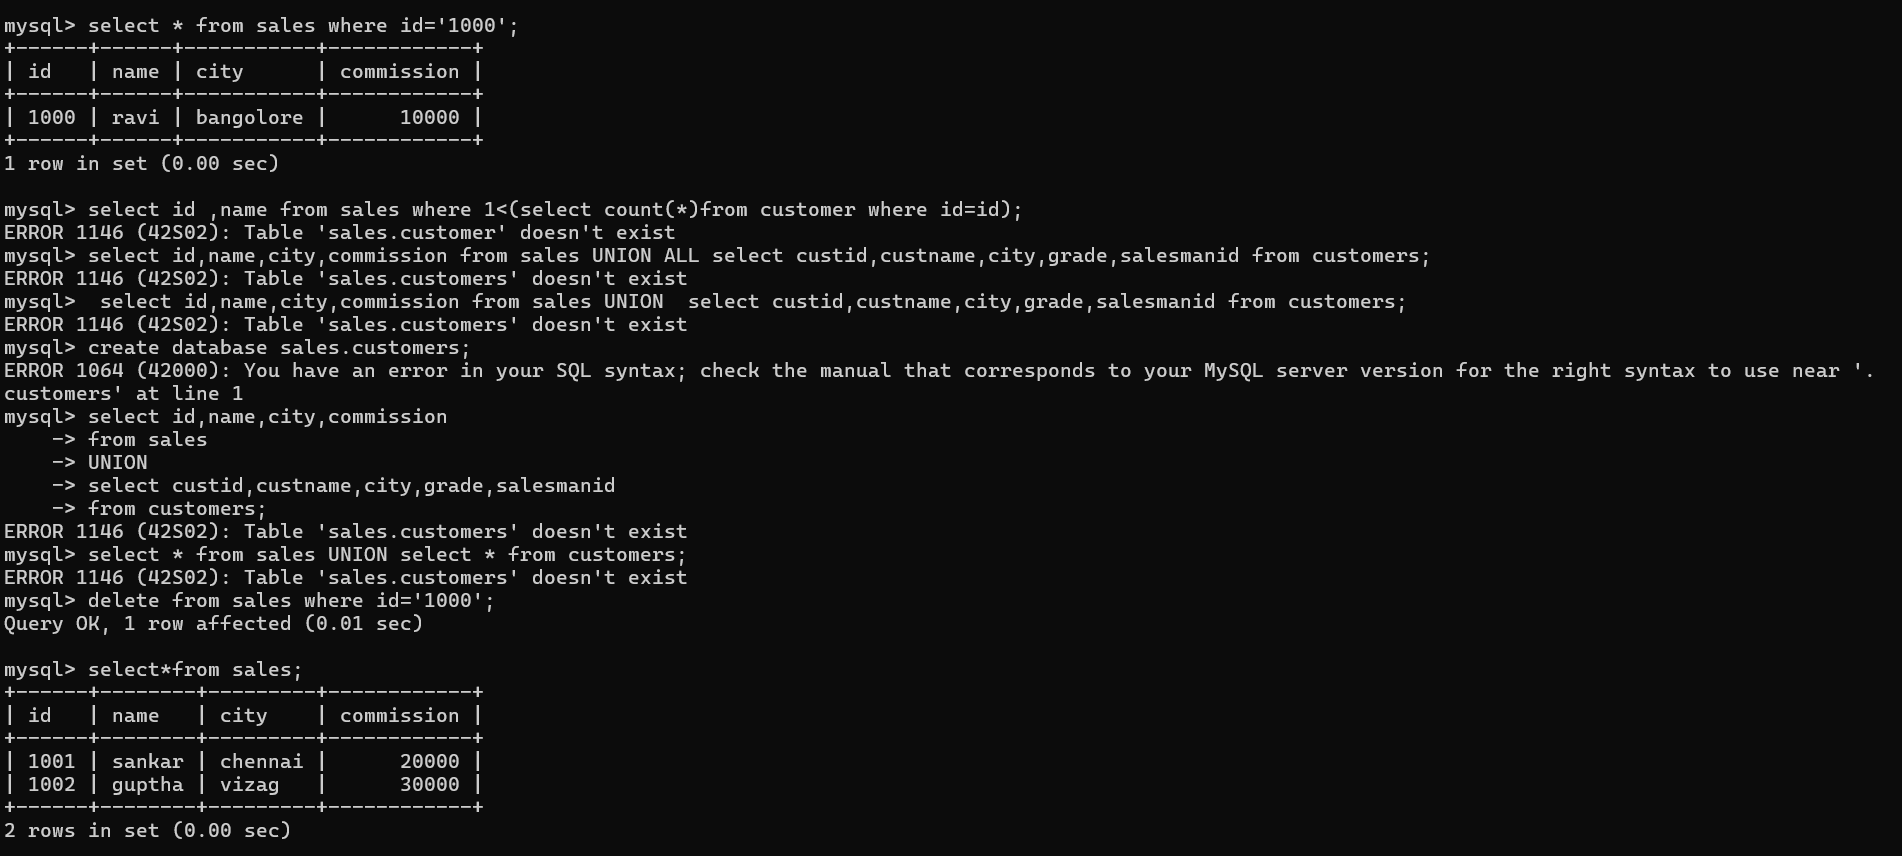 mysql> select * from sales where id='1000';
+------+------+-----------+------------+
| id   | name | city      | commission |
+------+------+-----------+------------+
| 1000 | ravi | bangolore |      10000 |
+------+------+-----------+------------+
1 row in set (0.00 sec)

mysql> select id ,name from sales where 1<(select count(*)from customer where id=id);
ERROR 1146 (42S02): Table 'sales.customer' doesn't exist
mysql> select id,name,city,commission from sales UNION ALL select custid,custname,city,grade,salesmanid from customers;
ERROR 1146 (42S02): Table 'sales.customers' doesn't exist
mysql>  select id,name,city,commission from sales UNION  select custid,custname,city,grade,salesmanid from customers;
ERROR 1146 (42S02): Table 'sales.customers' doesn't exist
mysql> create database sales.customers;
ERROR 1064 (42000): You have an error in your SQL syntax; check the manual that corresponds to your MySQL server version for the right syntax to use near '.
customers' at line 1
mysql> select id,name,city,commission
    -> from sales
    -> UNION
    -> select custid,custname,city,grade,salesmanid
    -> from customers;
ERROR 1146 (42S02): Table 'sales.customers' doesn't exist
mysql> select * from sales UNION select * from customers;
ERROR 1146 (42S02): Table 'sales.customers' doesn't exist
mysql> delete from sales where id='1000';
Query OK, 1 row affected (0.01 sec)

mysql> select*from sales;
+------+--------+---------+------------+
| id   | name   | city    | commission |
+------+--------+---------+------------+
| 1001 | sankar | chennai |      20000 |
| 1002 | guptha | vizag   |      30000 |
+------+--------+---------+------------+
2 rows in set (0.00 sec)